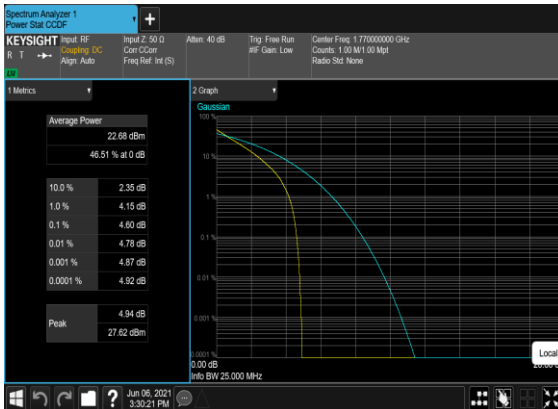 Spectrum Analyzer 1
Power Stat CCDF
+
KEYSIGHT
R T
LM
Input: RF
Coupling: DC
Align: Auto
Input Z: 50 Ω
Corr CCorr
Freq Ref: Int (S)
Atten: 40 dB
Trig: Free Run
#IF Gain: Low
Center Freq: 1.770000000 GHz
Counts: 1.00 M/1.00 Mpt
Radio Std: None
1 Metrics
Average Power
22.68 dBm
46.51 % at 0 dB
10.0 % 2.35 dB
1.0 % 4.15 dB
0.1 % 4.60 dB
0.01 % 4.78 dB
0.001 % 4.87 dB
0.0001 % 4.92 dB
Peak
4.94 dB
27.62 dBm
2 Graph
Gaussian
100 %
10 %
1 %
0.1 %
0.01 %
0.001 %
0.0001 %
0.00 dB
Info BW 25.000 MHz
Local
?
Jun 06, 2021
3:30:21 PM